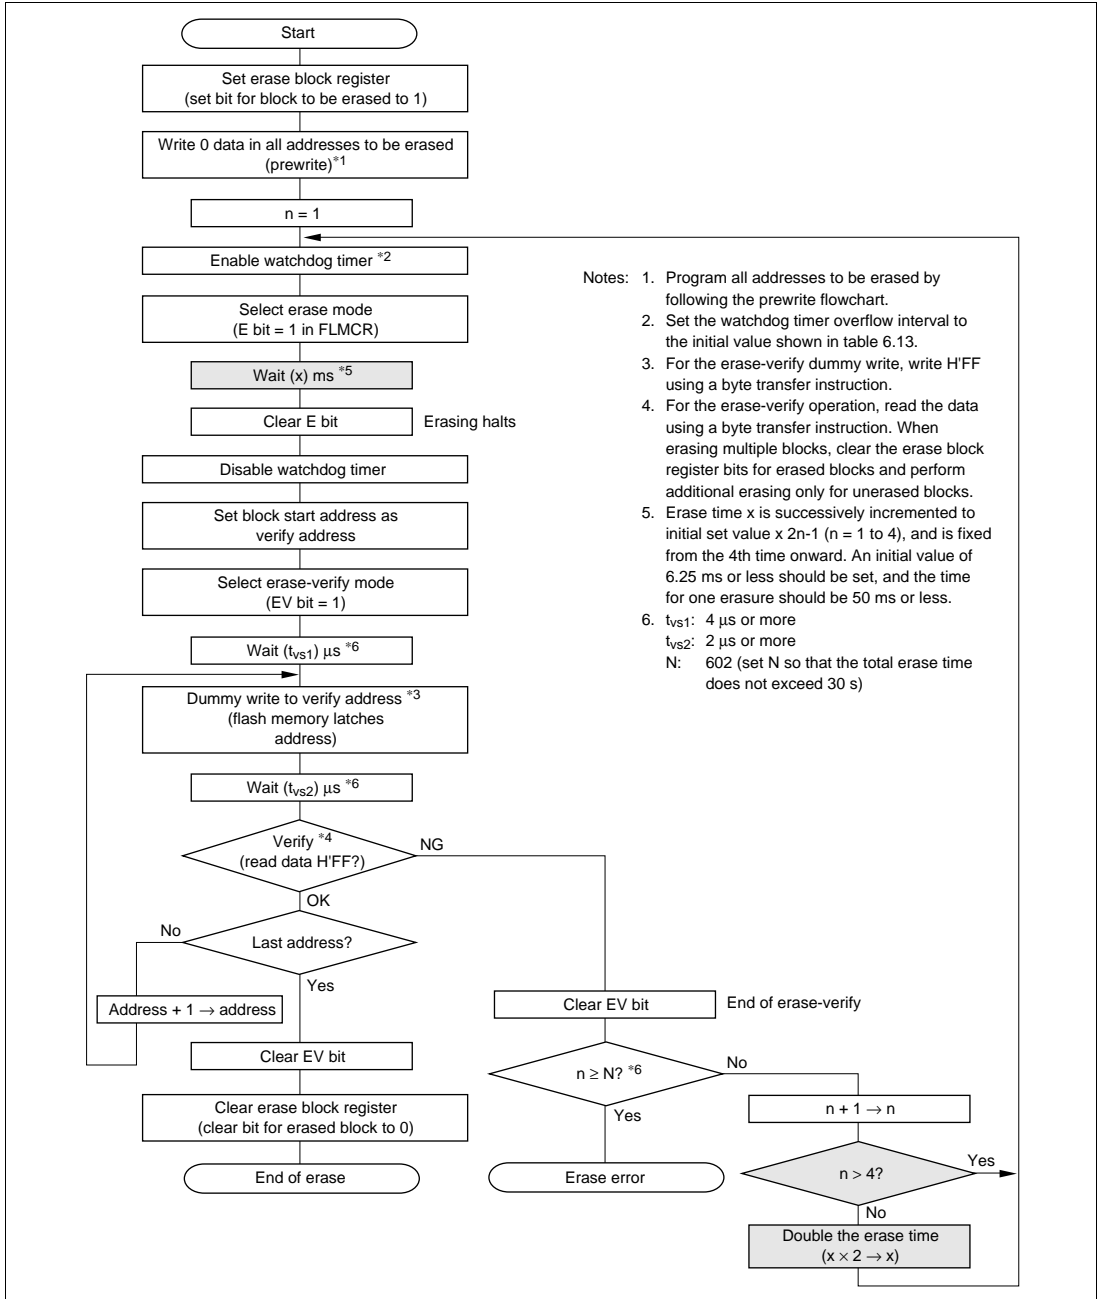 Start
Set erase block register
(set bit for block to be erased to 1)
Write 0 data in all addresses to be erased
(prewrite)*1
n = 1
Enable watchdog timer *2
Select erase mode
(E bit = 1 in FLMCR)
Wait (x) ms *5
Clear E bit
Erasing halts
Disable watchdog timer
Set block start address as
verify address
Select erase-verify mode
(EV bit = 1)
Wait (tvs1) μs *6
Dummy write to verify address *3
(flash memory latches
address)
Wait (tvs2) μs *6
Verify *4
(read data H'FF?)
NG
OK
Last address?
No
Yes
Address + 1 → address
Clear EV bit
Clear erase block register
(clear bit for erased block to 0)
End of erase
Clear EV bit
End of erase-verify
n ≥ N? *6
No
Yes
Erase error
n + 1 → n
n > 4?
Yes
No
Double the erase time
(x × 2 → x)
Notes: 1. Program all addresses to be erased by
following the prewrite flowchart.
2. Set the watchdog timer overflow interval to
the initial value shown in table 6.13.
3. For the erase-verify dummy write, write H'FF
using a byte transfer instruction.
4. For the erase-verify operation, read the data
using a byte transfer instruction. When
erasing multiple blocks, clear the erase block
register bits for erased blocks and perform
additional erasing only for unerased blocks.
5. Erase time x is successively incremented to
initial set value x 2n-1 (n = 1 to 4), and is fixed
from the 4th time onward. An initial value of
6.25 ms or less should be set, and the time
for one erasure should be 50 ms or less.
6. tvs1: 4 μs or more
tvs2: 2 μs or more
N: 602 (set N so that the total erase time
does not exceed 30 s)